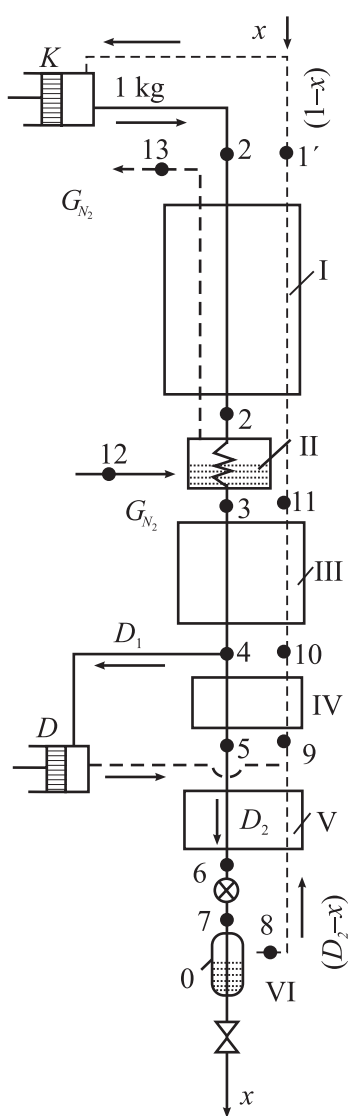 x
K
1 kg
(1–x)
13
2
1´
G_{N_2}
I
2
12
II
G_{N_2}
3
11
III
D_1
4
10
IV
D
5
9
D_2
V
6
7
8
0
VI
(D_2–x)
x